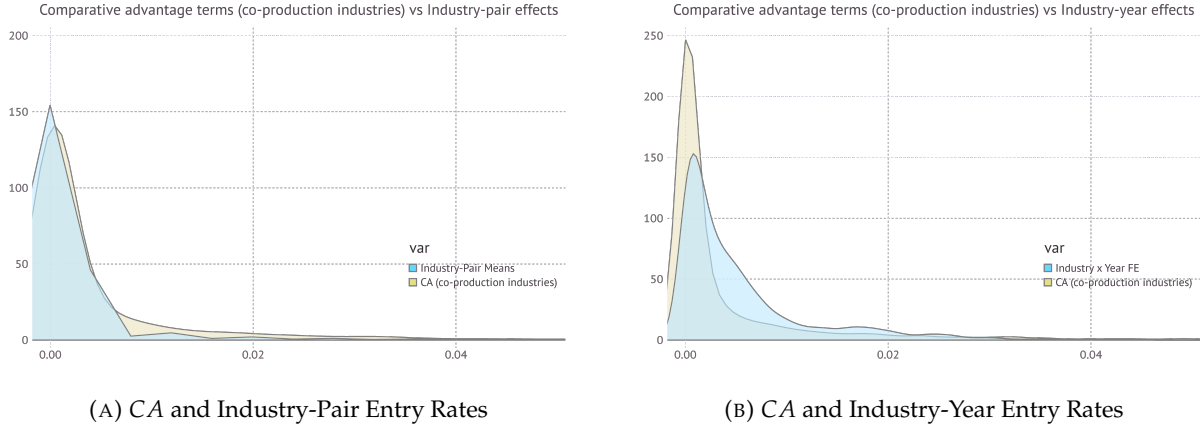 Comparative advantage terms (co-production industries) vs Industry-pair effects
200
150
100
50
0
0.00
0.02
0.04
var
Industry-Pair Means
CA (co-production industries)
(A) CA and Industry-Pair Entry Rates
Comparative advantage terms (co-production industries) vs Industry-year effects
250
200
150
100
50
0
0.00
0.02
0.04
var
Industry x Year FE
CA (co-production industries)
(B) CA and Industry-Year Entry Rates